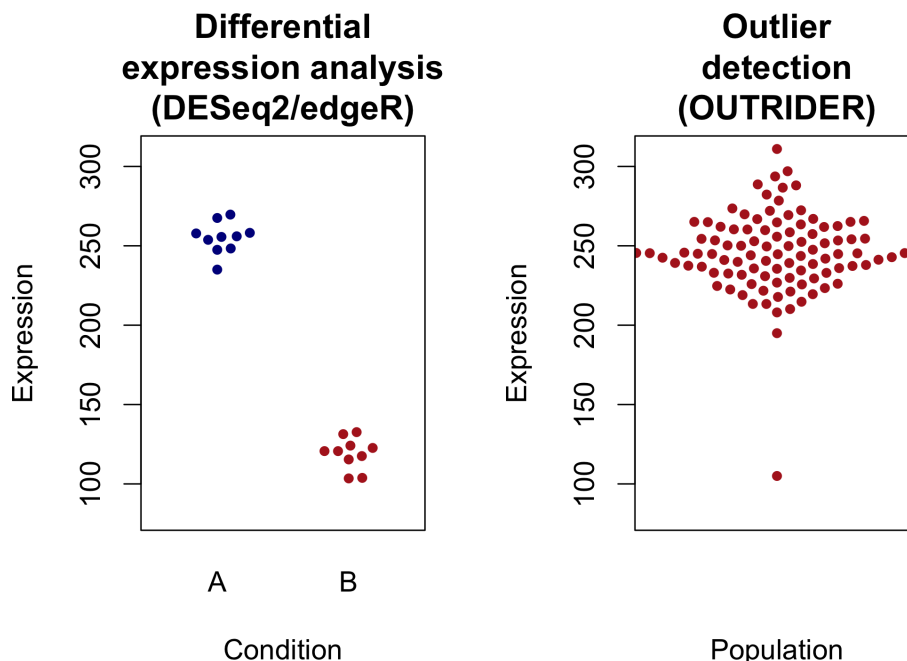 Differential
expression analysis
(DESeq2/edgeR)
300
250
200
150
100
Expression
A B
Condition
Outlier
detection
(OUTRIDER)
300
250
200
150
100
Expression
Population